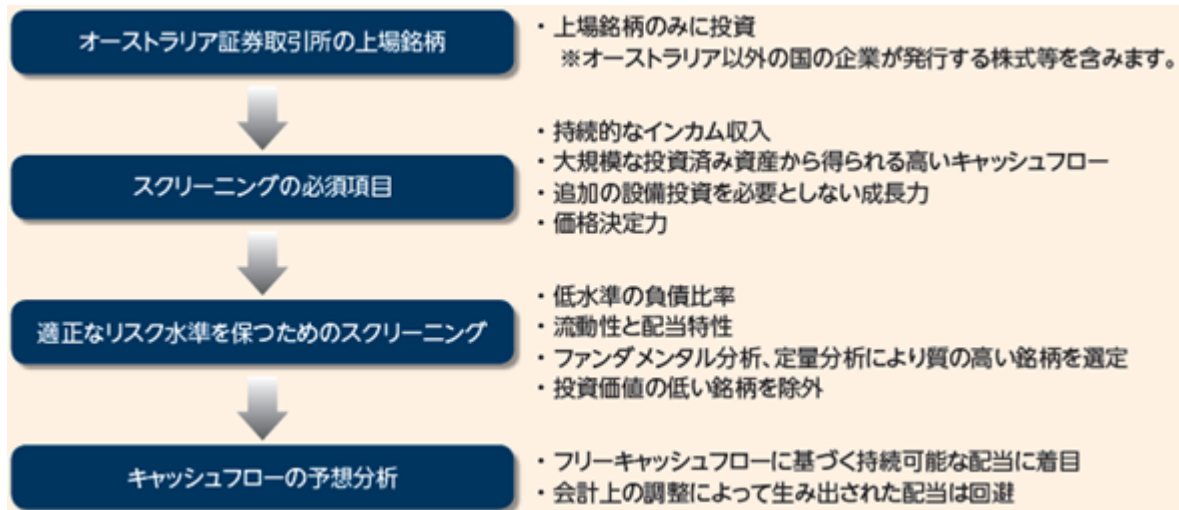 オーストラリア証券取引所の上場銘柄
・上場銘柄のみに投資
※オーストラリア以外の国の企業が発行する株式等を含みます。
スクリーニングの必須項目
・持続的なインカム収入
・大規模な投資済み資産から得られる高いキャッシュフロー
・追加の設備投資を必要としない成長力
・価格決定力
適正なリスク水準を保つためのスクリーニング
・低水準の負債比率
・流動性と配当特性
・ファンダメンタル分析、定量分析により質の高い銘柄を選定
・投資価値の低い銘柄を除外
キャッシュフローの予想分析
・フリーキャッシュフローに基づく持続可能な配当に着目
・会計上の調整によって生み出された配当は回避